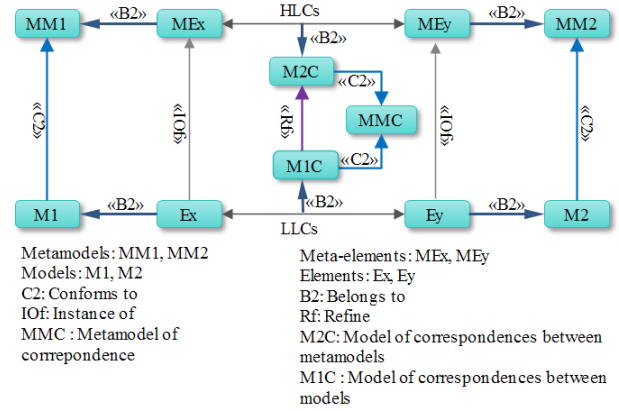 HLCs
MM1 «B2» MEx MEy «B2» MM2
«B2»
M2C
«C2»
«C2» «IOf» «Rf» MMC «IOf» «C2»
M1C «C2»
M1 «B2» Ex «B2» Ey «B2» M2
LLCs
Metamodels: MM1, MM2
Models: M1, M2
C2: Conforms to
IOf: Instance of
MMC : Metamodel of
corrrepondence
Meta-elements: MEx, MEy
Elements: Ex, Ey
B2: Belongs to
Rf: Refine
M2C: Model of correspondences between
metamodels
M1C : Model of correspondences between
models